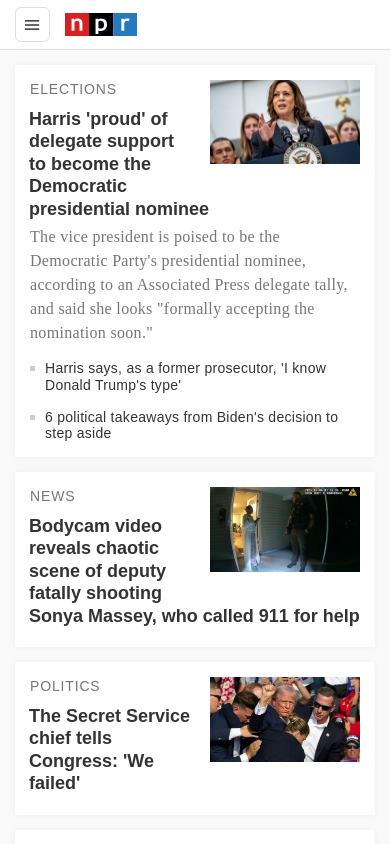 npr
ELECTIONS
Harris 'proud' of
delegate support
to become the
Democratic
presidential nominee
The vice president is poised to be the
Democratic Party's presidential nominee,
according to an Associated Press delegate tally,
and said she looks "formally accepting the
nomination soon."
Harris says, as a former prosecutor, 'I know
Donald Trump's type'
6 political takeaways from Biden's decision to
step aside
NEWS
Bodycam video
reveals chaotic
scene of deputy
fatally shooting
Sonya Massey, who called 911 for help
POLITICS
The Secret Service
chief tells
Congress: 'We
failed'